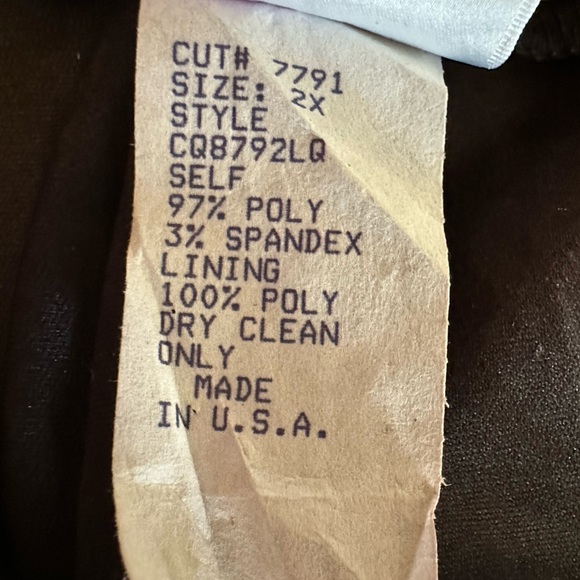 CUT# 7791
SIZE: 2X
STYLE
CQ8792LQ
SELF
97% POLY
3% SPANDEX
LINING
100% POLY
DRY CLEAN
ONLY
MADE
IN U.S.A.